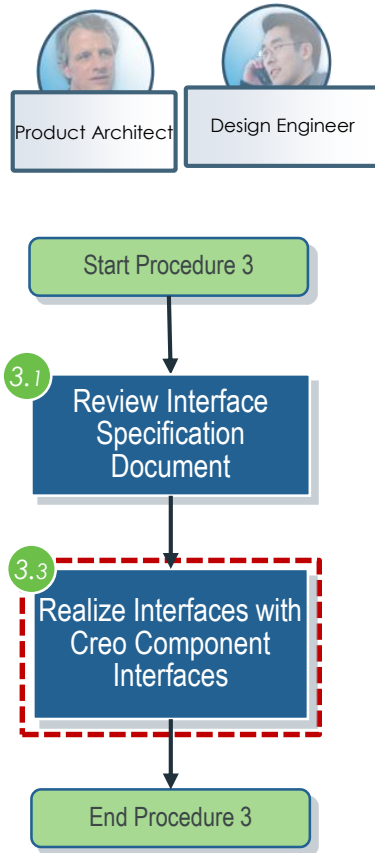 Product Architect
Design Engineer
Start Procedure 3
3.1
Review Interface
Specification
Document
3.3
Realize Interfaces with
Creo Component
Interfaces
End Procedure 3